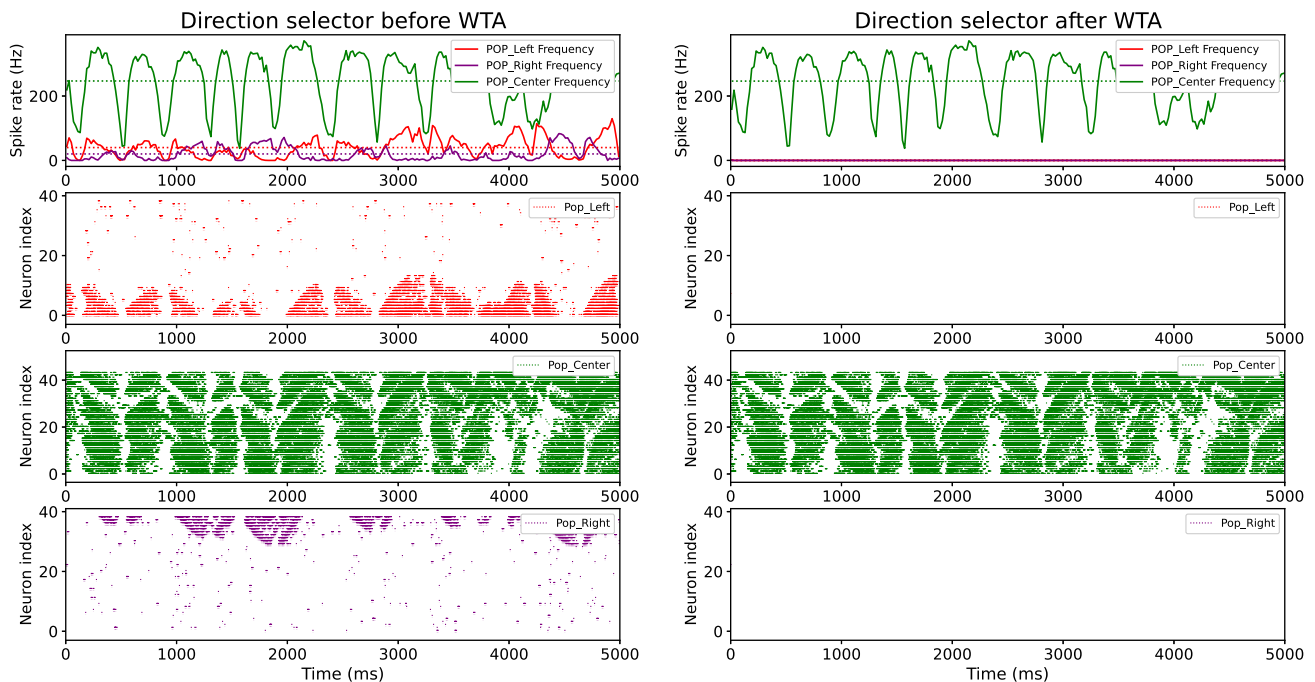 Direction selector before WTA
Spike rate (Hz)
200
0
POP_Left Frequency
POP_Right Frequency
POP_Center Frequency
0 1000 2000 3000 4000 5000
Neuron index
40
20
0
Pop_Left
0 1000 2000 3000 4000 5000
Neuron index
40
20
0
Pop_Center
0 1000 2000 3000 4000 5000
Neuron index
40
20
0
Pop_Right
0 1000 2000 3000 4000 5000
Time (ms)
Direction selector after WTA
Spike rate (Hz)
200
0
POP_Left Frequency
POP_Right Frequency
POP_Center Frequency
0 1000 2000 3000 4000 5000
Neuron index
40
20
0
Pop_Left
0 1000 2000 3000 4000 5000
Neuron index
40
20
0
Pop_Center
0 1000 2000 3000 4000 5000
Neuron index
40
20
0
Pop_Right
0 1000 2000 3000 4000 5000
Time (ms)